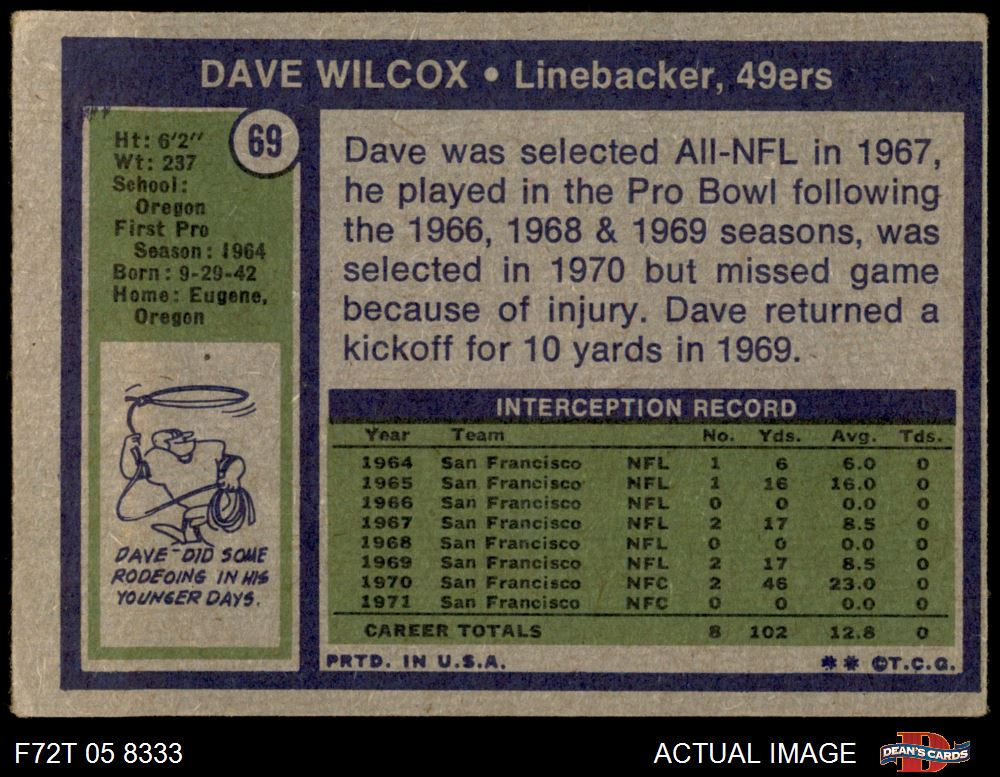 DAVE WILCOX • Linebacker, 49ers
69
Ht: 6'2''
Wt: 237
School:
Oregon
First Pro
Season: 1964
Born: 9-29-42
Home: Eugene,
Oregon
DAVE DID SOME
RODEOING IN HIS
YOUNGER DAYS.
Dave was selected All-NFL in 1967,
he played in the Pro Bowl following
the 1966, 1968 & 1969 seasons, was
selected in 1970 but missed game
because of injury. Dave returned a
kickoff for 10 yards in 1969.
INTERCEPTION RECORD
Year Team No. Yds. Avg. Tds.
1964 San Francisco NFL 1 6 6.0 0
1965 San Francisco NFL 1 16 16.0 0
1966 San Francisco NFL 0 0 0.0 0
1967 San Francisco NFL 2 17 8.5 0
1968 San Francisco NFL 0 0 0.0 0
1969 San Francisco NFL 2 17 8.5 0
1970 San Francisco NFC 2 46 23.0 0
1971 San Francisco NFC 0 0 0.0 0
CAREER TOTALS 8 102 12.8 0
PRTD. IN U.S.A. ** ©T.C.G.
F72T 05 8333 ACTUAL IMAGE DEAN'S CARDS